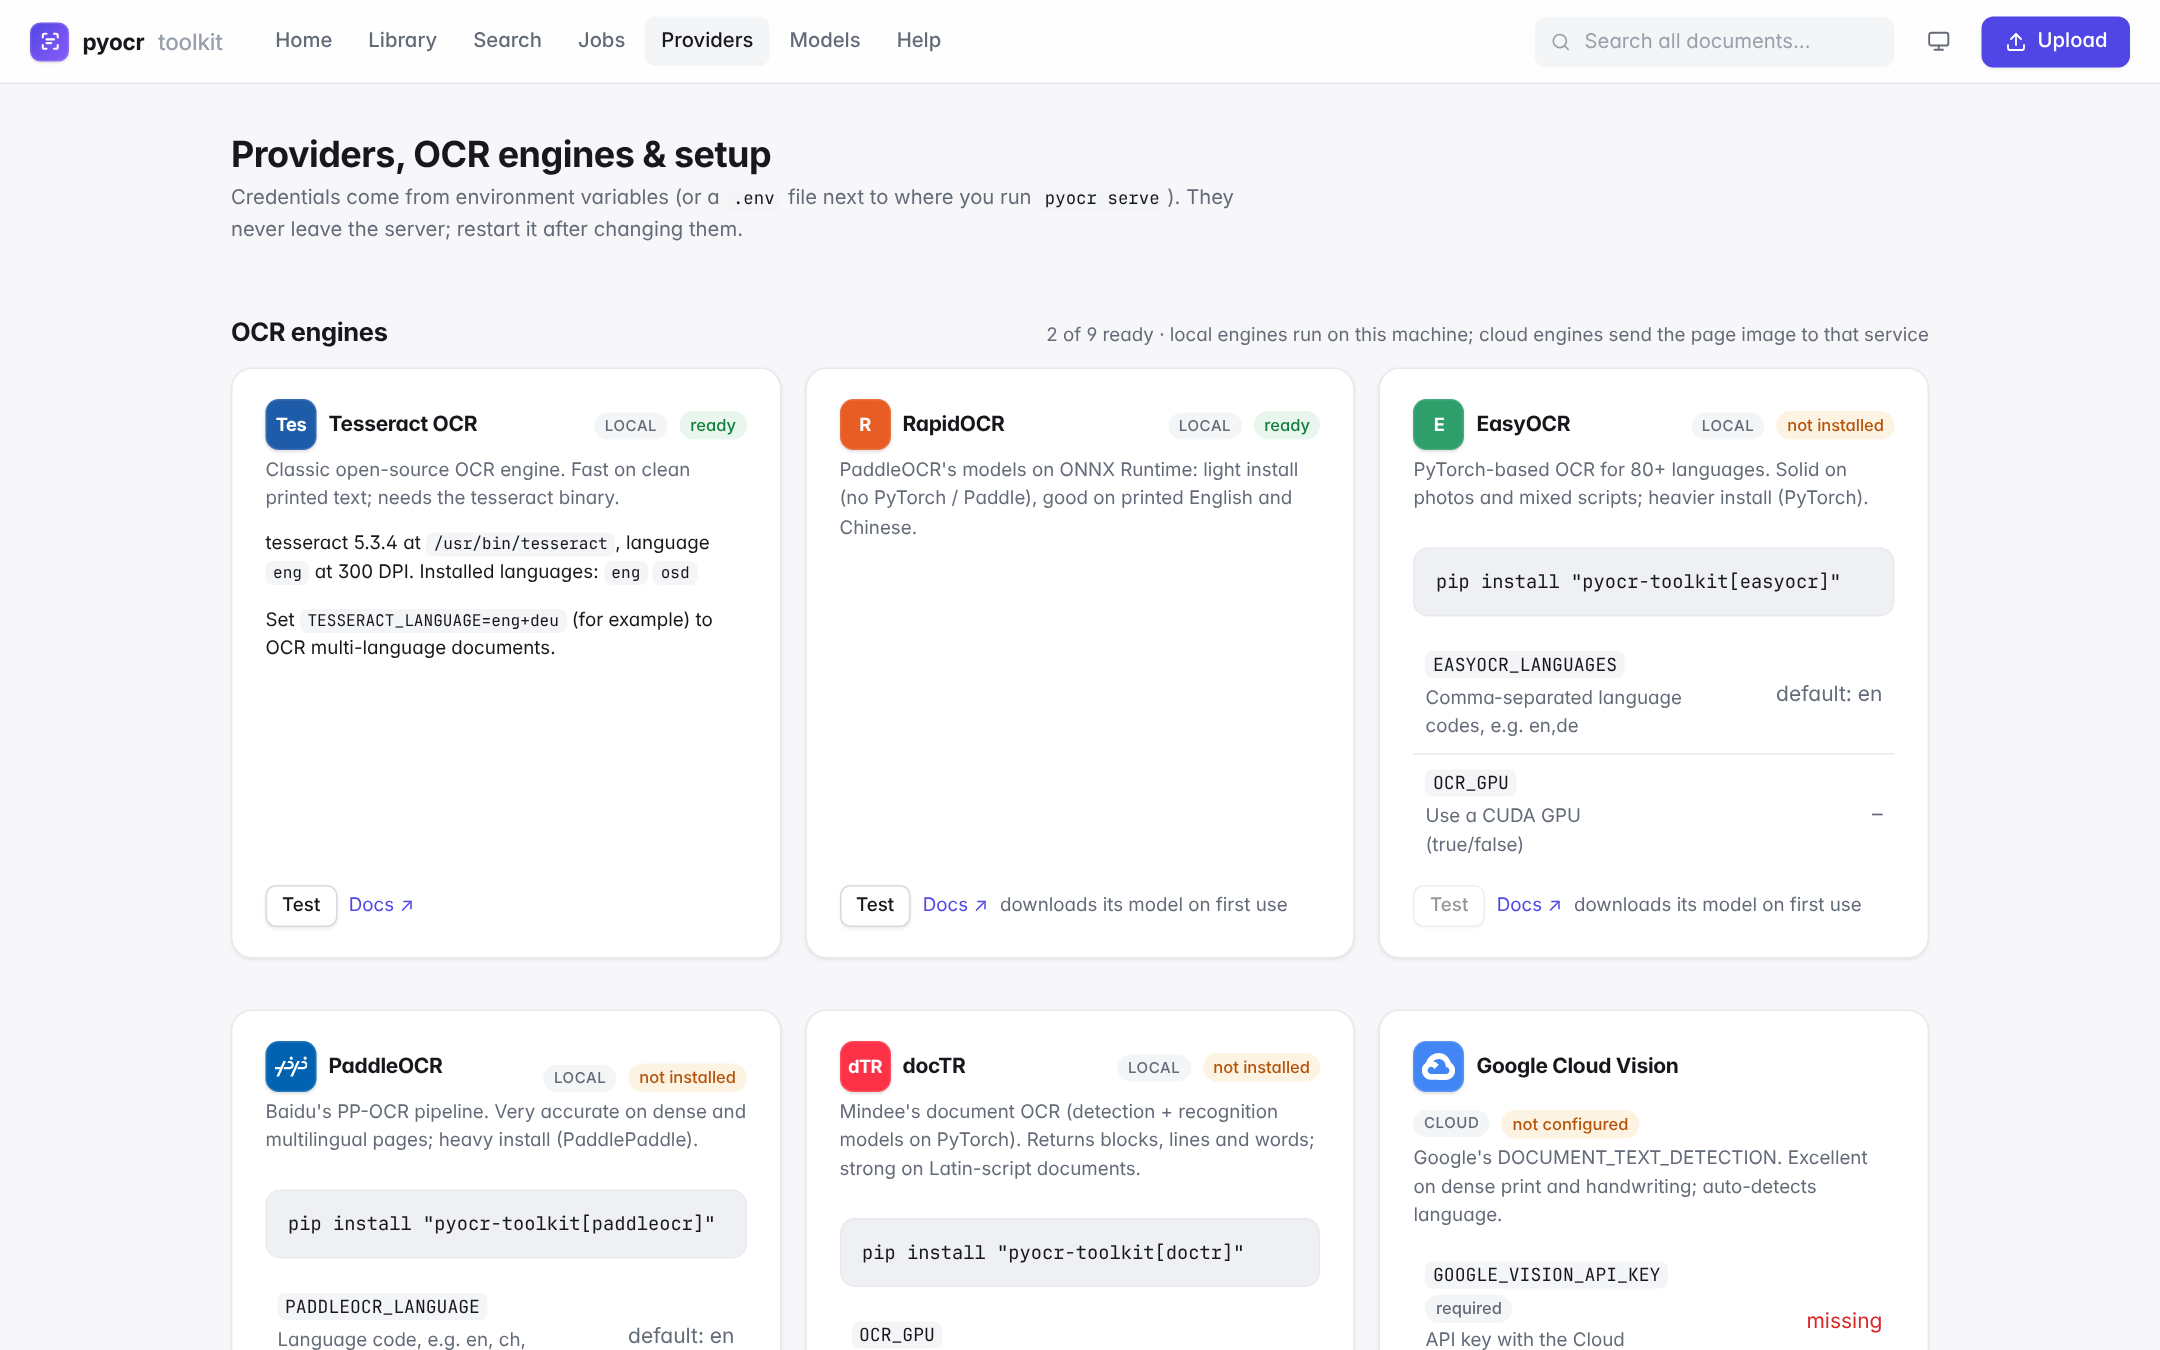 pyocr toolkit Home Library Search Jobs Providers Models Help Search all documents... Upload
Providers, OCR engines & setup
Credentials come from environment variables (or a .env file next to where you run pyocr serve ). They
never leave the server; restart it after changing them.
OCR engines
2 of 9 ready · local engines run on this machine; cloud engines send the page image to that service
Tes Tesseract OCR LOCAL ready
Classic open-source OCR engine. Fast on clean
printed text; needs the tesseract binary.
tesseract 5.3.4 at /usr/bin/tesseract, language
eng at 300 DPI. Installed languages: eng osd
Set TESSERACT_LANGUAGE=eng+deu (for example) to
OCR multi-language documents.
Test Docs ↗
R RapidOCR LOCAL ready
PaddleOCR's models on ONNX Runtime: light install
(no PyTorch / Paddle), good on printed English and
Chinese.
Test Docs ↗ downloads its model on first use
E EasyOCR LOCAL not installed
PyTorch-based OCR for 80+ languages. Solid on
photos and mixed scripts; heavier install (PyTorch).
pip install "pyocr-toolkit[easyocr]"
EASYOCR_LANGUAGES
Comma-separated language
codes, e.g. en,de
default: en
OCR_GPU
Use a CUDA GPU
(true/false)
–
Test Docs ↗ downloads its model on first use
PaddleOCR LOCAL not installed
Baidu's PP-OCR pipeline. Very accurate on dense and
multilingual pages; heavy install (PaddlePaddle).
pip install "pyocr-toolkit[paddleocr]"
PADDLEOCR_LANGUAGE
Language code, e.g. en, ch,
default: en
dTR docTR LOCAL not installed
Mindee's document OCR (detection + recognition
models on PyTorch). Returns blocks, lines and words;
strong on Latin-script documents.
pip install "pyocr-toolkit[doctr]"
OCR_GPU
Google Cloud Vision
CLOUD not configured
Google's DOCUMENT_TEXT_DETECTION. Excellent
on dense print and handwriting; auto-detects
language.
GOOGLE_VISION_API_KEY
required
API key with the Cloud
missing